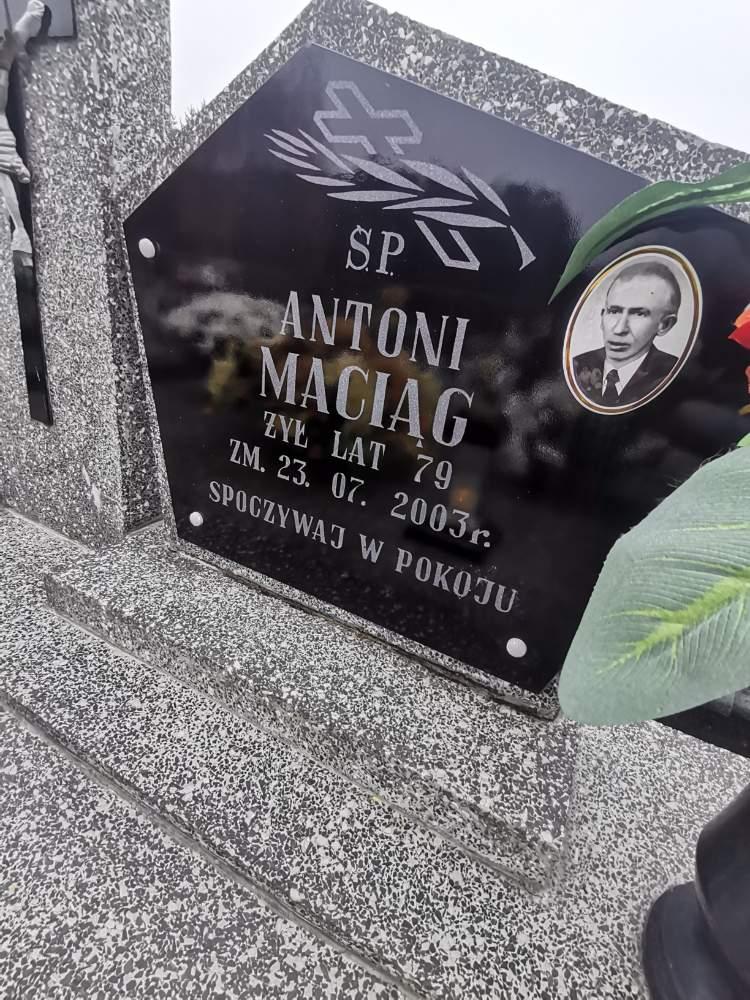 Ś.P.
ANTONI
MACIĄG
ŻYŁ LAT 79
ZM. 23. 07. 2003r.
SPOCZYWAJ W POKOJU